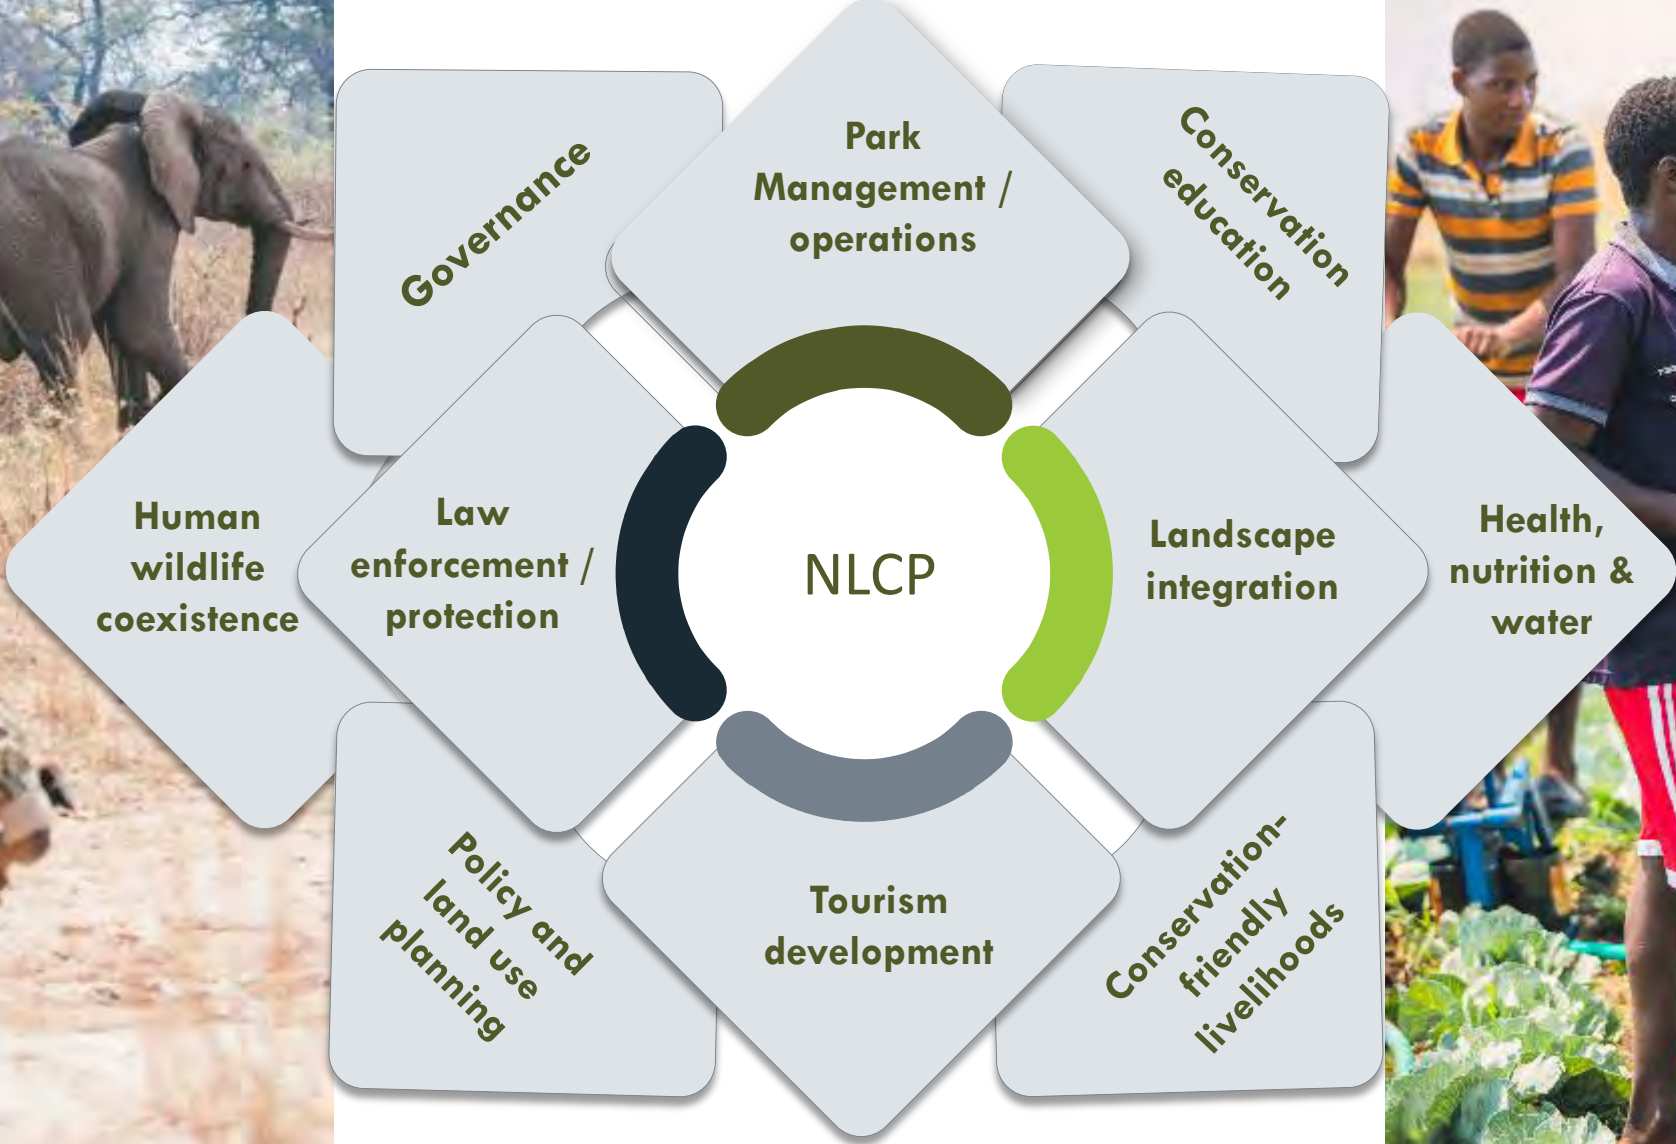 Governance
Park
Management /
operations
Conservation
education
Human
wildlife
coexistence
Law
enforcement /
protection
NLCP
Landscape
integration
Health,
nutrition &
water
Policy and
land use
planning
Tourism
development
Conservation-
friendly
livelihoods